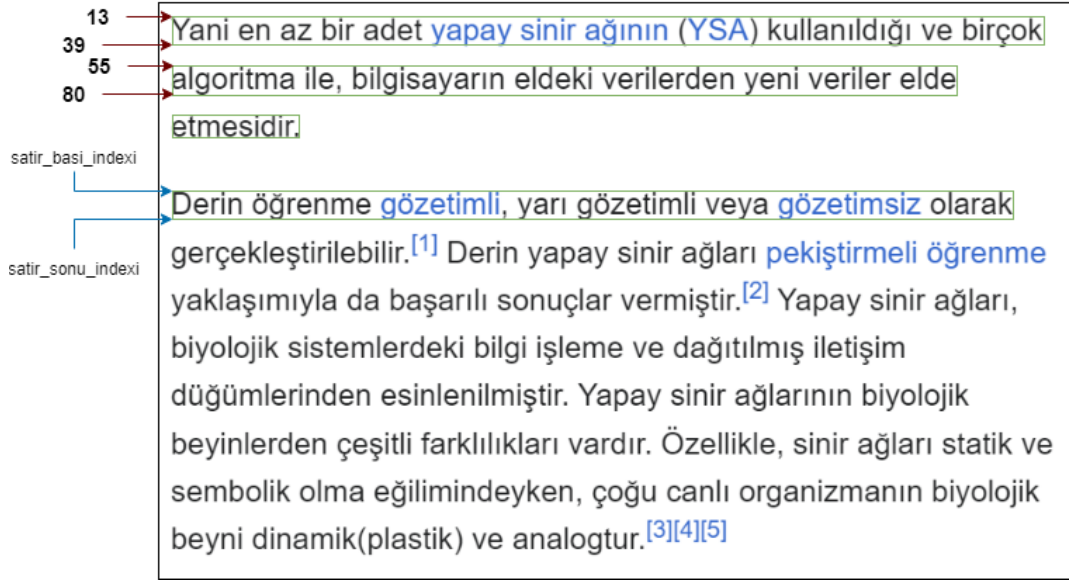 13
39
55
80
satir_basi_indexi
satir_sonu_indexi
Yani en az bir adet yapay sinir ağının (YSA) kullanıldığı ve birçok
algoritma ile, bilgisayarın eldeki verilerden yeni veriler elde
etmesidir.
Derin öğrenme gözetimli, yarı gözetimli veya gözetimsiz olarak
gerçekleştirilebilir.[1] Derin yapay sinir ağları pekiştirmeli öğrenme
yaklaşımıyla da başarılı sonuçlar vermiştir.[2] Yapay sinir ağları,
biyolojik sistemlerdeki bilgi işleme ve dağıtılmış iletişim
düğümlerinden esinlenilmiştir. Yapay sinir ağlarının biyolojik
beyinlerden çeşitli farklılıkları vardır. Özellikle, sinir ağları statik ve
sembolik olma eğilimindeyken, çoğu canlı organizmanın biyolojik
beyni dinamik(plastik) ve analogtur.[3][4][5]